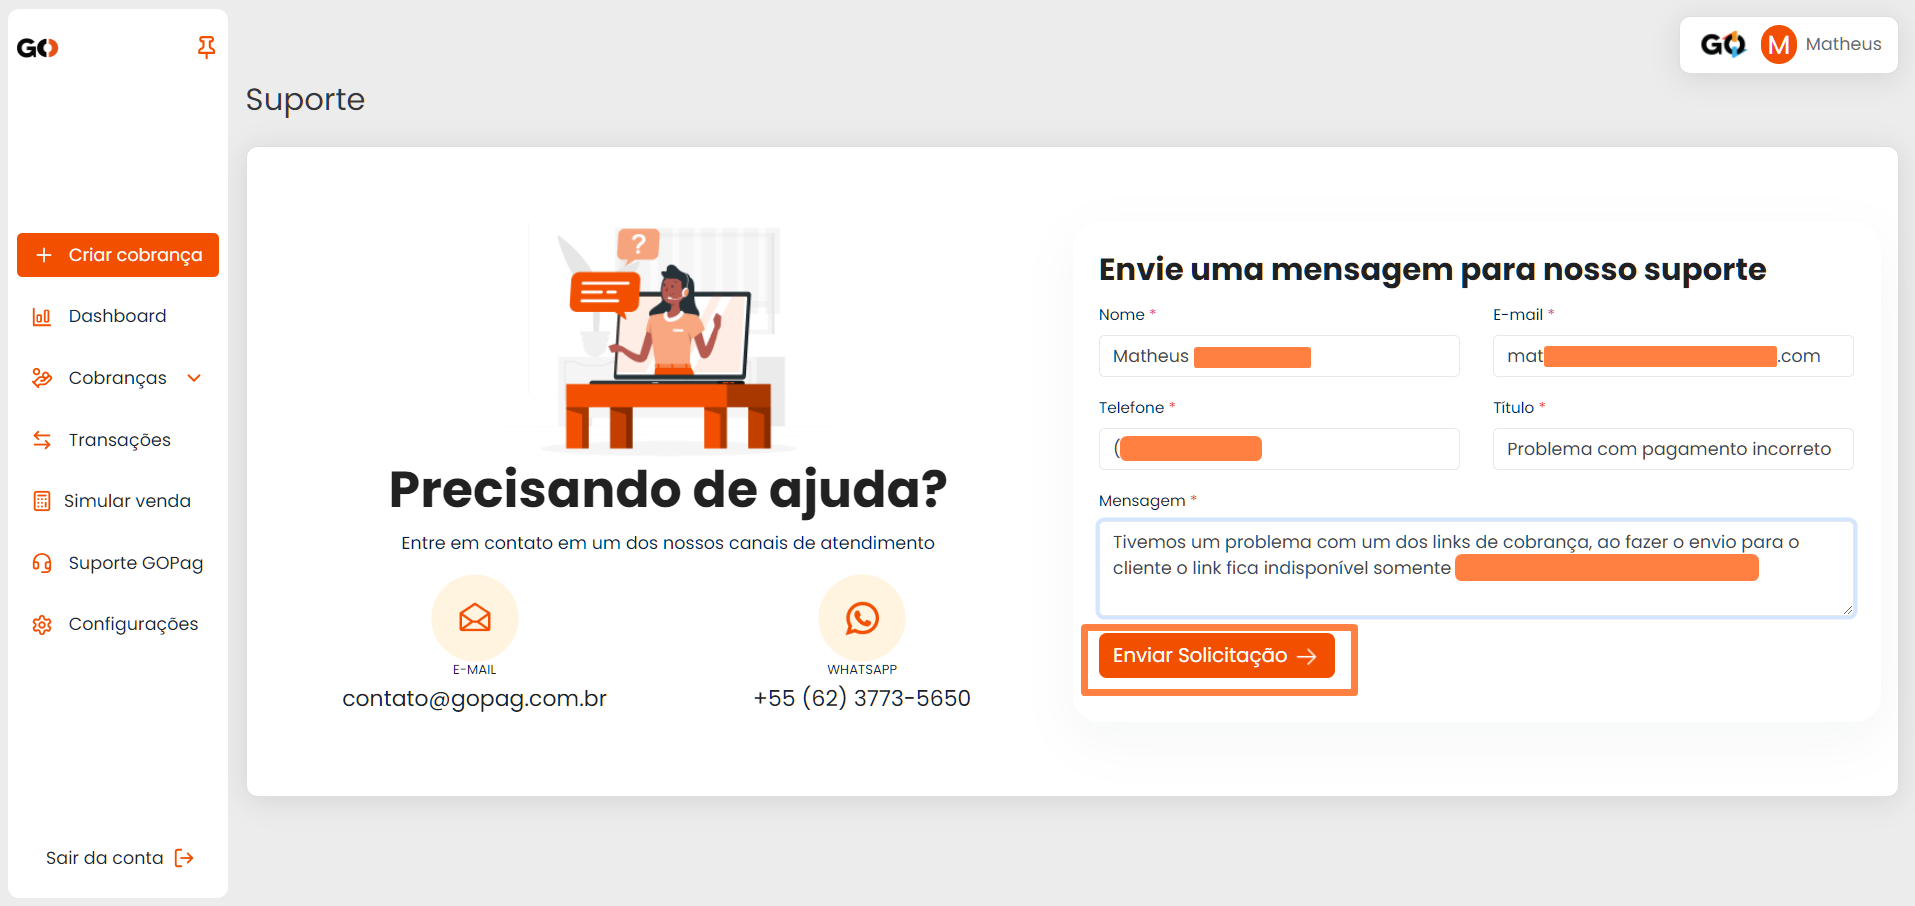 GO
GO M Matheus
Suporte
+ Criar cobrança
Dashboard
Cobranças
Transações
Simular venda
Suporte GOPag
Configurações
Sair da conta
?
Precisando de ajuda?
Entre em contato em um dos nossos canais de atendimento
E-MAIL
contato@gopag.com.br
WHATSAPP
+55 (62) 3773-5650
Envie uma mensagem para nosso suporte
Nome *
Matheus
E-mail *
mat .com
Telefone *
(
Título *
Problema com pagamento incorreto
Mensagem *
Tivemos um problema com um dos links de cobrança, ao fazer o envio para o
cliente o link fica indisponível somente
Enviar Solicitação →